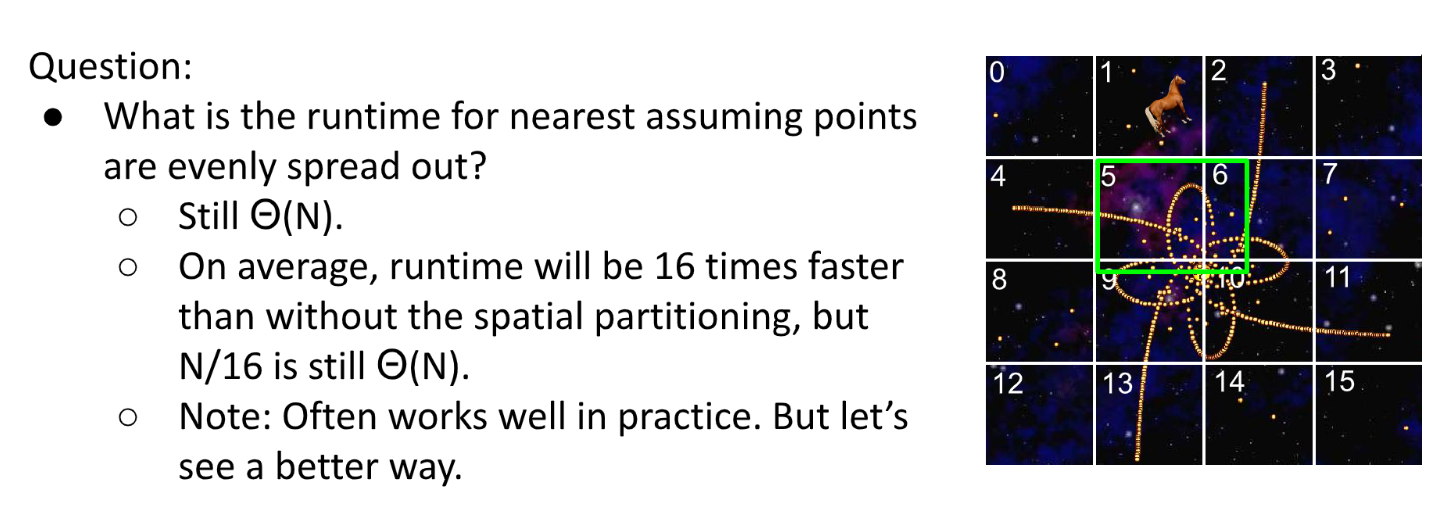 Question:
● What is the runtime for nearest assuming points
are evenly spread out?
○ Still Θ(N).
○ On average, runtime will be 16 times faster
than without the spatial partitioning, but
N/16 is still Θ(N).
○ Note: Often works well in practice. But let’s
see a better way.
0 1 2 3
4 5 6 7
8 9 10 11
12 13 14 15